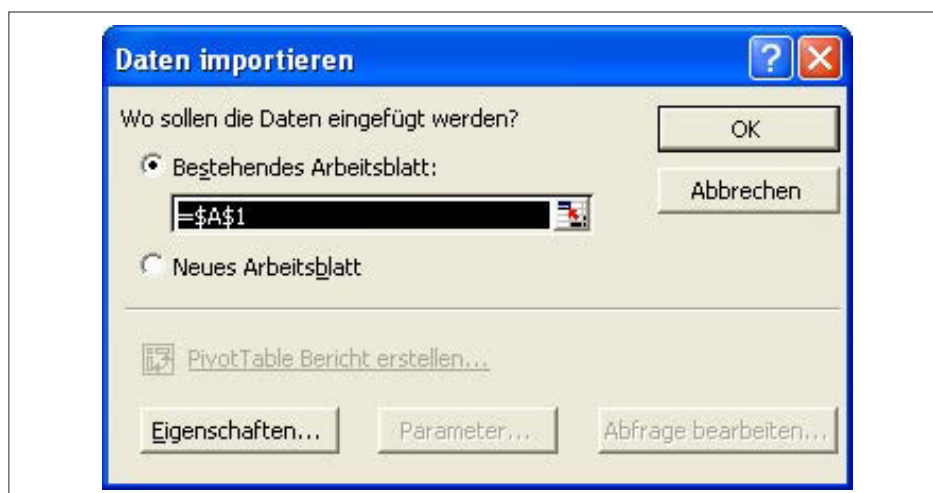 Daten importieren
Wo sollen die Daten eingefügt werden?
OK
Bestehendes Arbeitsblatt:
Abbrechen
=$A$1
Neues Arbeitsblatt
PivotTable Bericht erstellen...
Eigenschaften...
Parameter...
Abfrage bearbeiten...